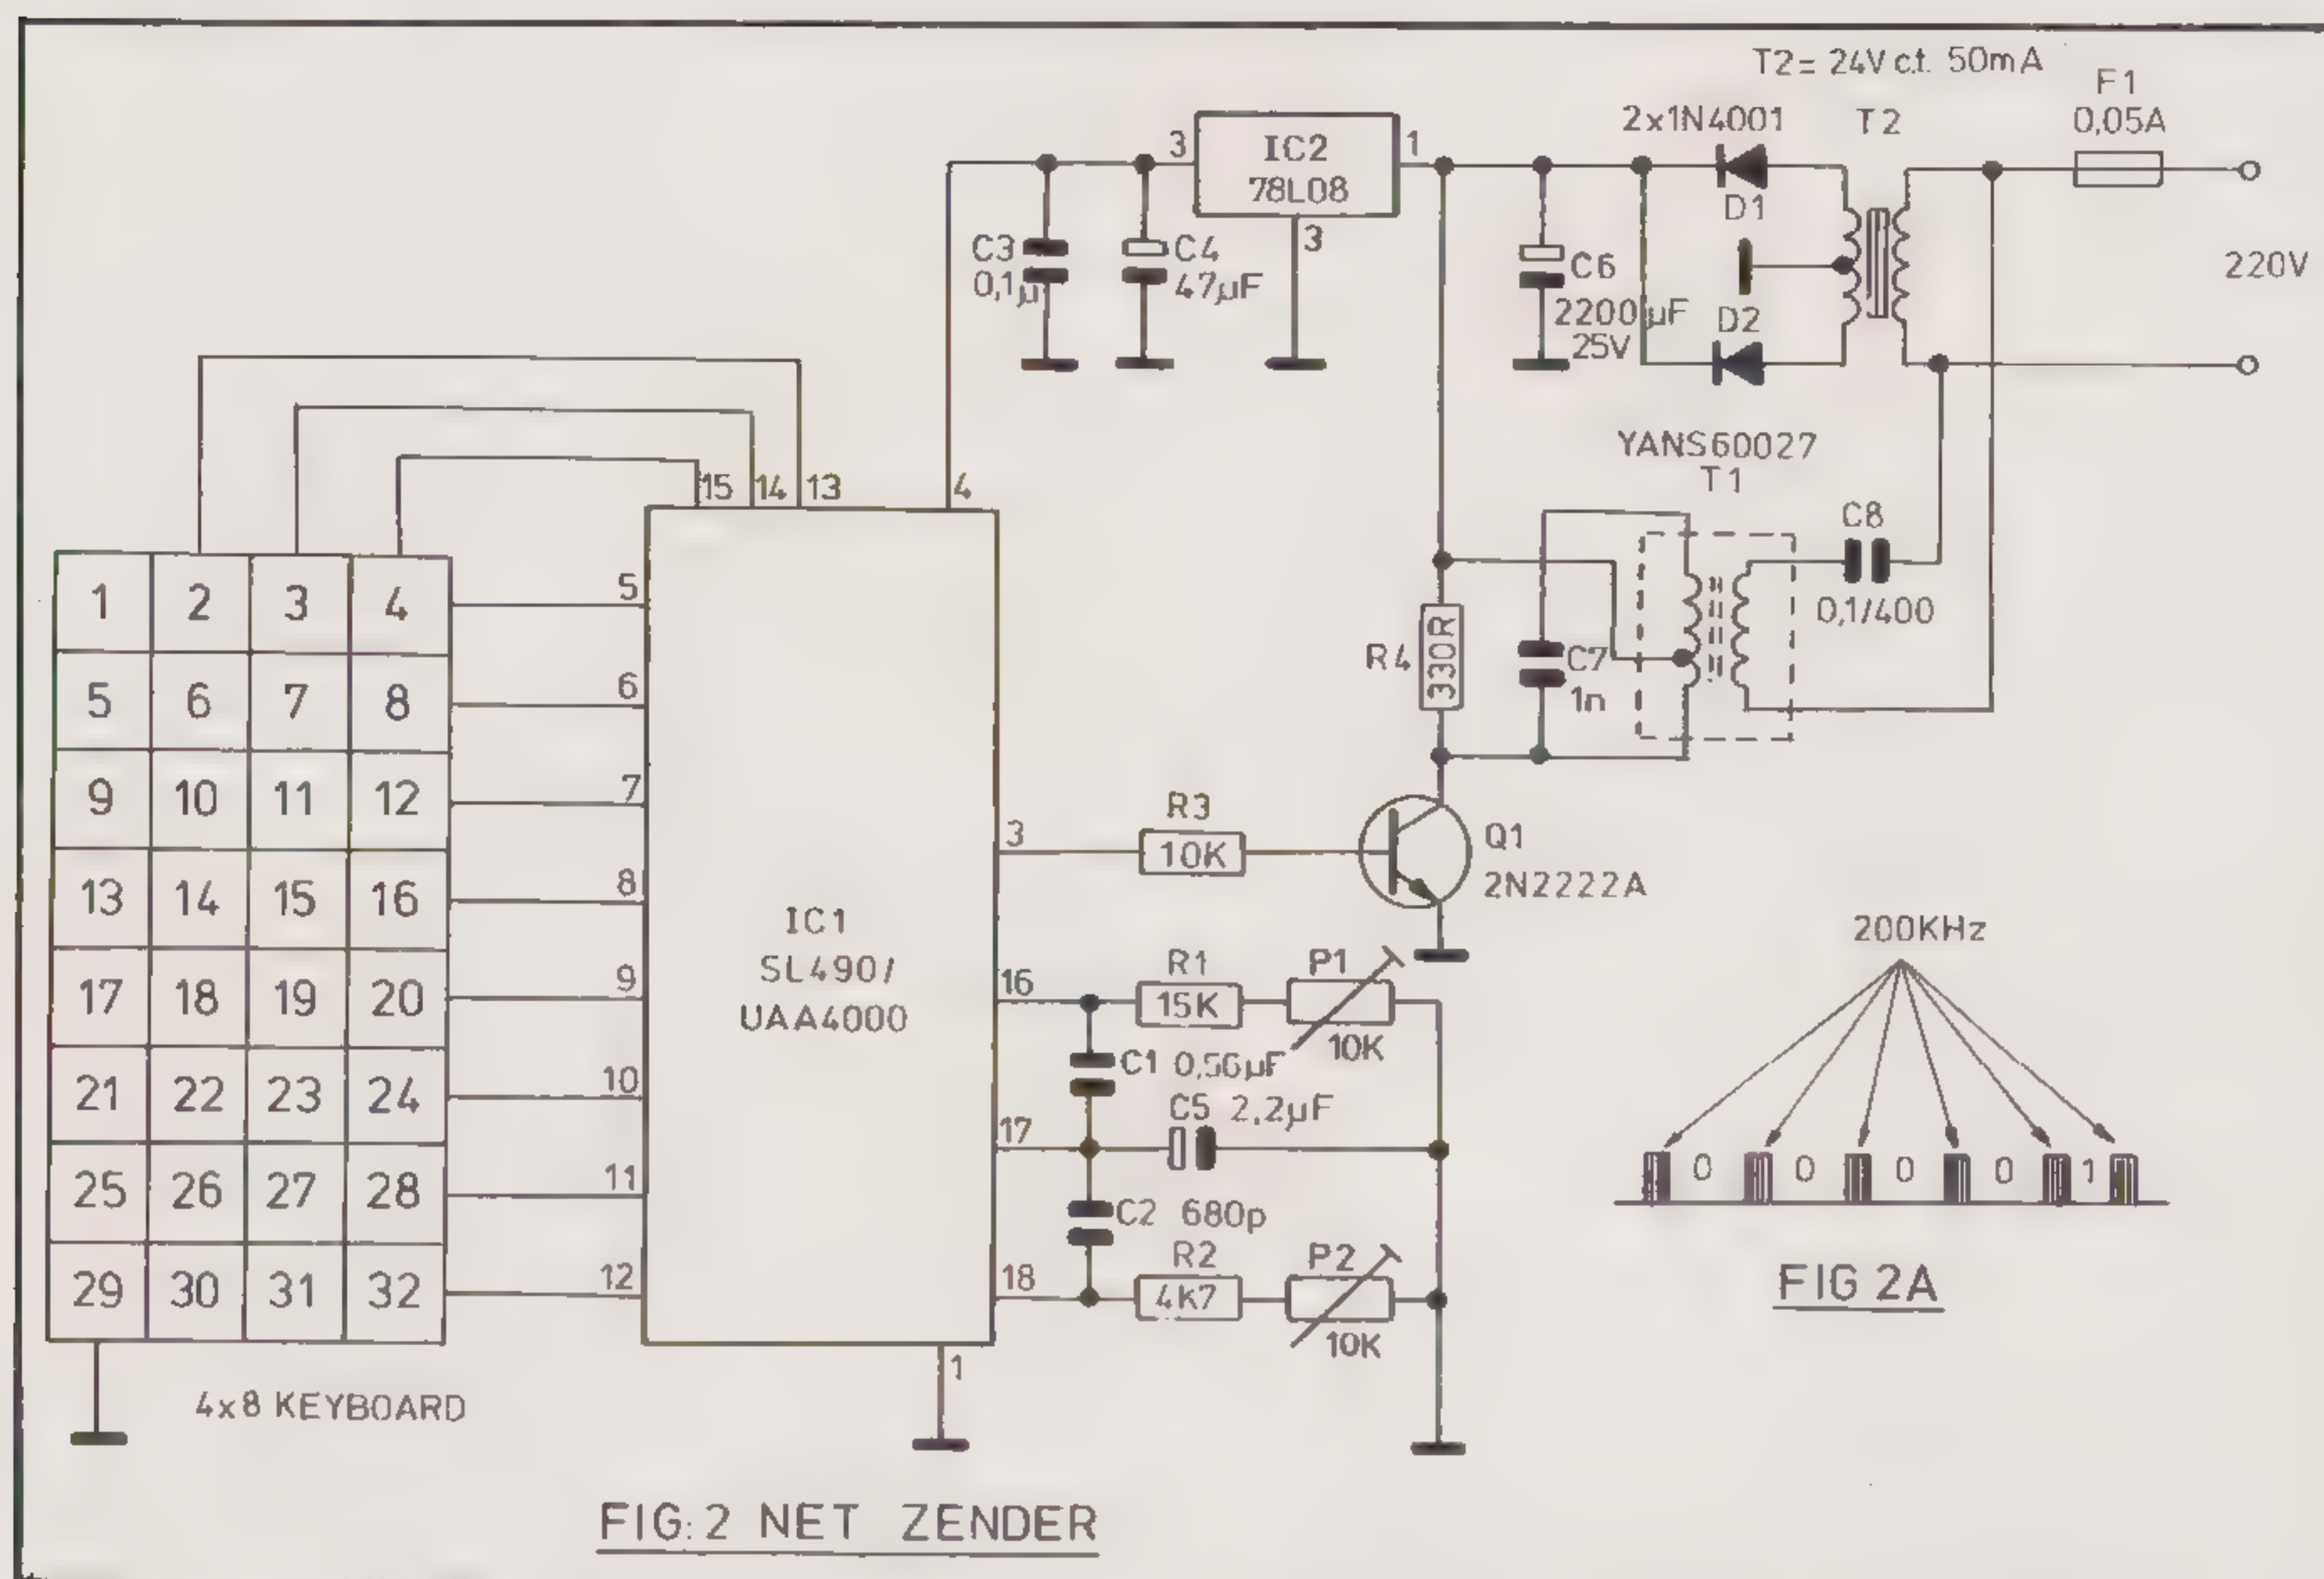 T2= 24V c.t. 50mA
F1
0,05A
2x1N4001
T2
3
IC2
78L08
1
3
D1
C3
0,1µ
C4
47µF
C6
2200µF
25V
D2
220V
YANS60027
T1
15
14
13
4
C8
0,1/400
R4
330R
C7
1n
1
2
3
4
5
5
6
7
8
6
9
10
11
12
7
13
14
15
16
8
17
18
19
20
9
21
22
23
24
10
25
26
27
28
11
29
30
31
32
12
4x8 KEYBOARD
IC1
SL490/
UAA4000
3
R3
10K
Q1
2N2222A
16
R1
15K
P1
10K
C1 0,56µF
17
C5 2,2µF
C2 680p
18
R2
4K7
P2
10K
1
200KHz
0 0 0 0 1
FIG 2A
FIG: 2 NET ZENDER